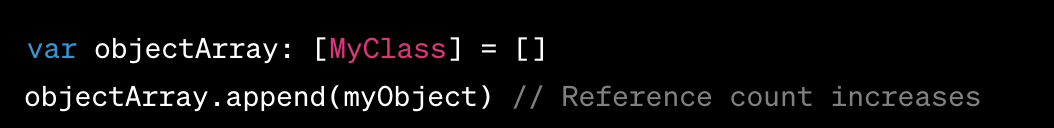 var objectArray: [MyClass] = []
objectArray.append(myObject) // Reference count increases